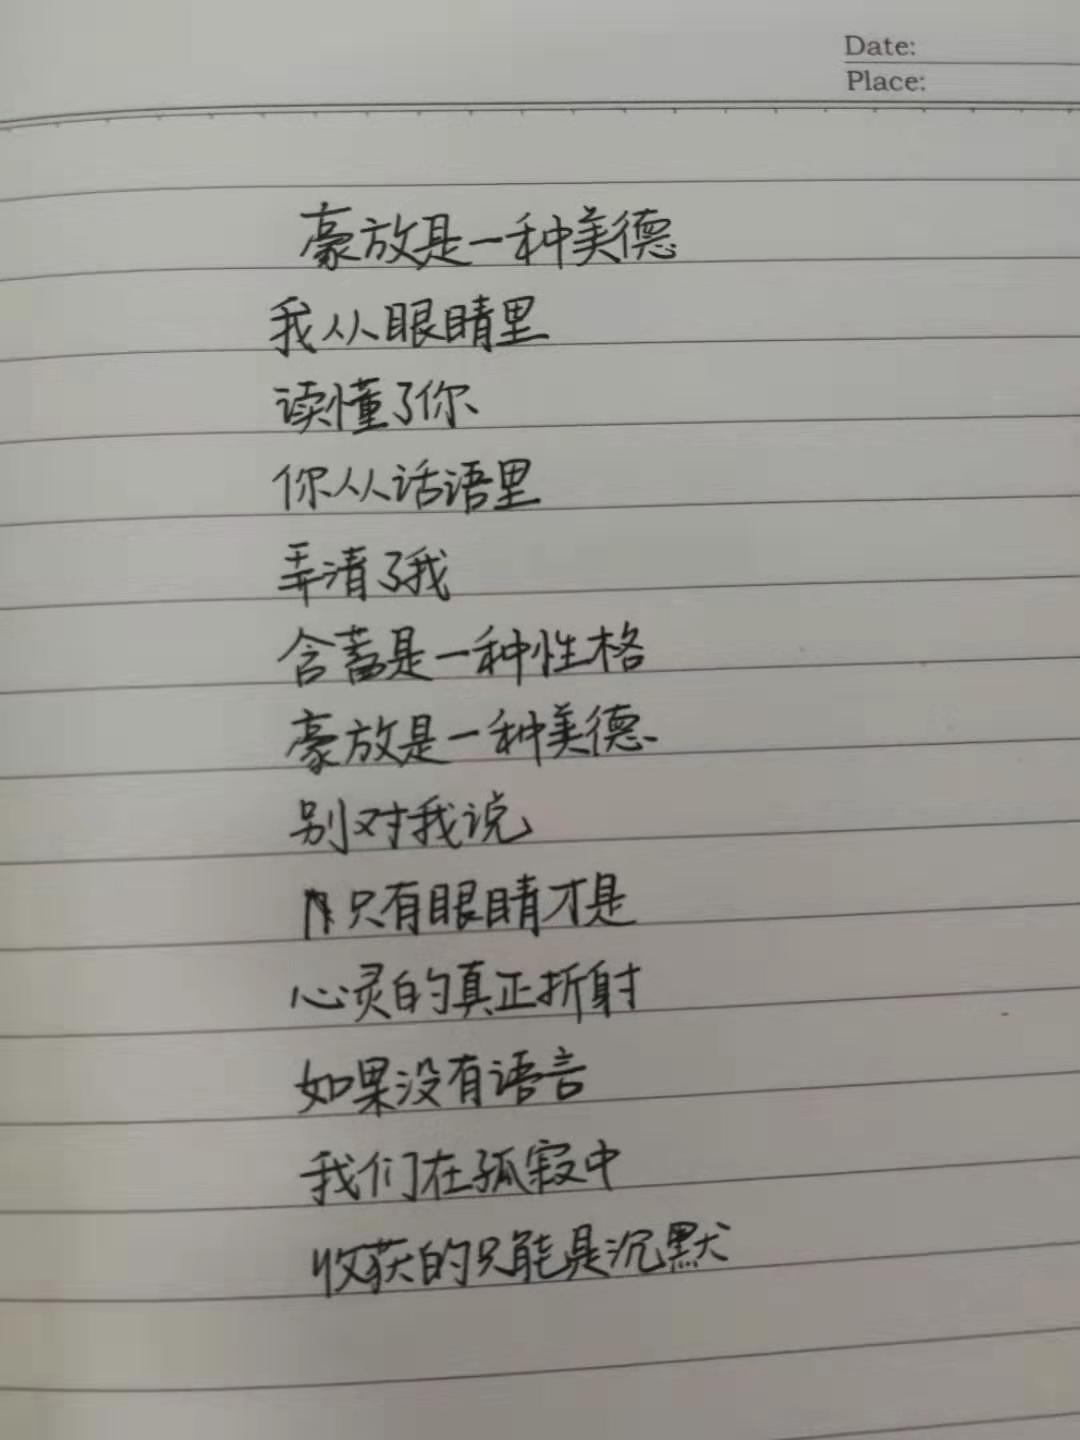 Date:
Place:
豪放是一种美德
我从眼睛里
读懂了你
你从话语里
弄清了我
含蓄是一种性格
豪放是一种美德
别对我说
只有眼睛才是
心灵的真正折射
如果没有语言
我们在孤寂中
收获的只能是沉默